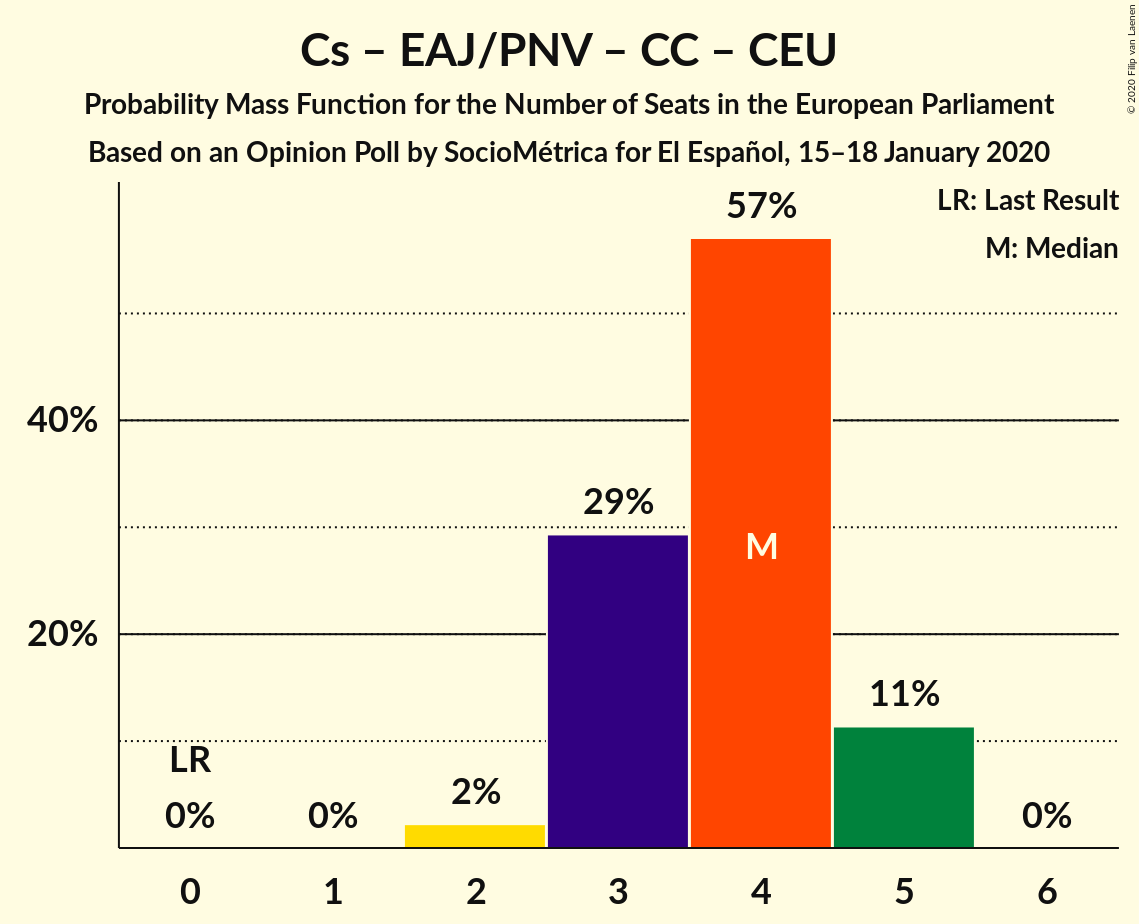 Cs – EAJ/PNV – CC – CEU
Probability Mass Function for the Number of Seats in the European Parliament
Based on an Opinion Poll by SocioMétrica for El Español, 15–18 January 2020
© 2020 Filip van Laenen
LR: Last Result
M: Median
57%
40%
29%
M
20%
11%
LR
2%
0%
0%
0%
0 1 2 3 4 5 6